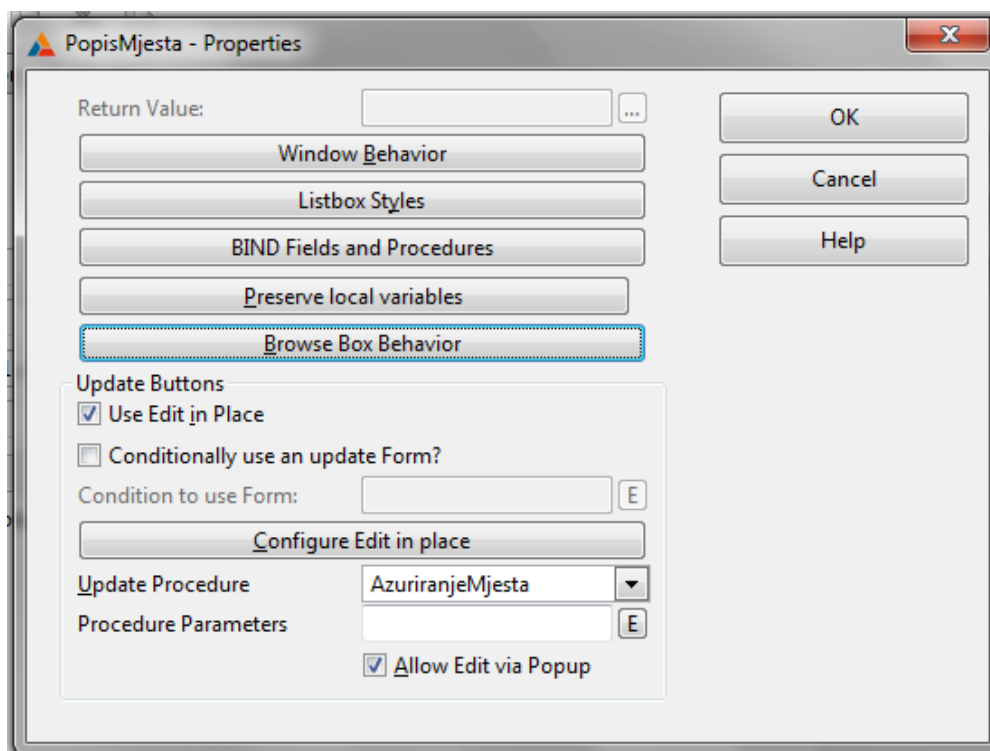 PopisMjesta - Properties
Return Value:
...
OK
Window Behavior
Cancel
Listbox Styles
Help
BIND Fields and Procedures
Preserve local variables
Browse Box Behavior
Update Buttons
Use Edit in Place
Conditionally use an update Form?
Condition to use Form:
E
Configure Edit in place
Update Procedure AzuriranjeMjesta
Procedure Parameters
E
Allow Edit via Popup